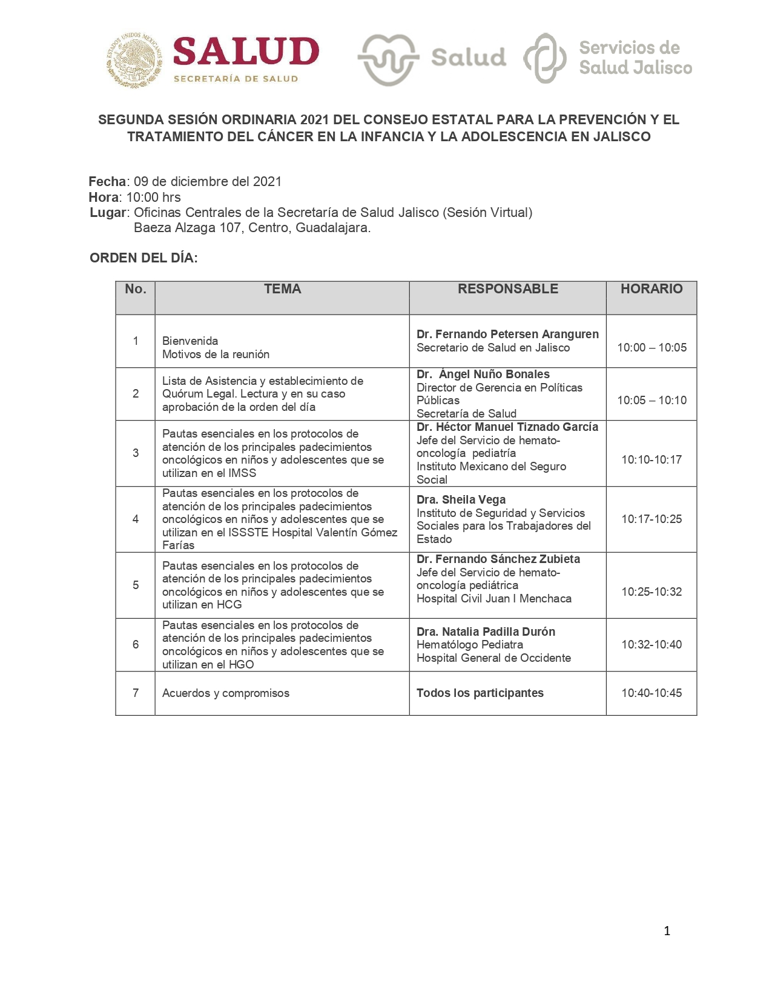 ESTADOS UNIDOS MEXICANOS
SALUD
SECRETARÍA DE SALUD
Salud
Servicios de
Salud Jalisco
SEGUNDA SESIÓN ORDINARIA 2021 DEL CONSEJO ESTATAL PARA LA PREVENCIÓN Y EL
TRATAMIENTO DEL CÁNCER EN LA INFANCIA Y LA ADOLESCENCIA EN JALISCO
Fecha: 09 de diciembre del 2021
Hora: 10:00 hrs
Lugar: Oficinas Centrales de la Secretaría de Salud Jalisco (Sesión Virtual)
Baeza Alzaga 107, Centro, Guadalajara.
ORDEN DEL DÍA:
No. TEMA RESPONSABLE HORARIO
1
Bienvenida
Motivos de la reunión
Dr. Fernando Petersen Aranguren
Secretario de Salud en Jalisco
10:00 – 10:05
2
Lista de Asistencia y establecimiento de
Quórum Legal. Lectura y en su caso
aprobación de la orden del día
Dr.  Ángel Nuño Bonales
Director de Gerencia en Políticas
Públicas
Secretaría de Salud
10:05 – 10:10
3
Pautas esenciales en los protocolos de
atención de los principales padecimientos
oncológicos en niños y adolescentes que se
utilizan en el IMSS
Dr. Héctor Manuel Tiznado García
Jefe del Servicio de hemato-
oncología  pediatría
Instituto Mexicano del Seguro
Social
10:10-10:17
4
Pautas esenciales en los protocolos de
atención de los principales padecimientos
oncológicos en niños y adolescentes que se
utilizan en el ISSSTE Hospital Valentín Gómez
Farías
Dra. Sheila Vega
Instituto de Seguridad y Servicios
Sociales para los Trabajadores del
Estado
10:17-10:25
5
Pautas esenciales en los protocolos de
atención de los principales padecimientos
oncológicos en niños y adolescentes que se
utilizan en HCG
Dr. Fernando Sánchez Zubieta
Jefe del Servicio de hemato-
oncología pediátrica
Hospital Civil Juan I Menchaca
10:25-10:32
6
Pautas esenciales en los protocolos de
atención de los principales padecimientos
oncológicos en niños y adolescentes que se
utilizan en el HGO
Dra. Natalia Padilla Durón
Hematólogo Pediatra
Hospital General de Occidente
10:32-10:40
7
Acuerdos y compromisos
Todos los participantes
10:40-10:45
1